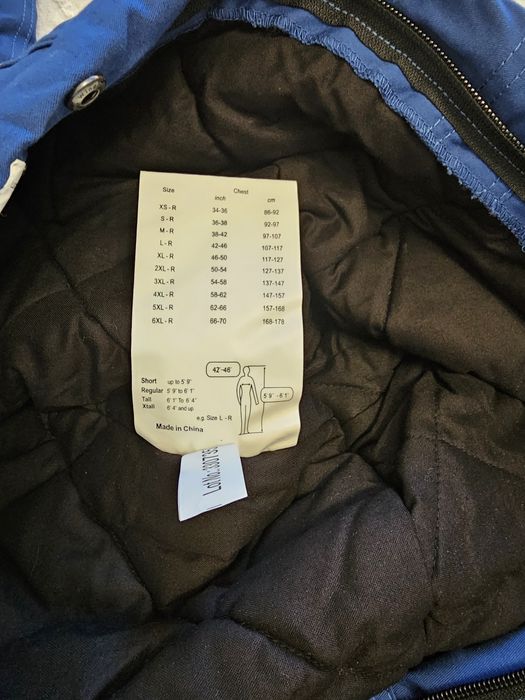 Size Chest
inch cm
XS - R 34-36 86-92
S - R 36-38 92-97
M - R 38-42 97-107
L - R 42-46 107-117
XL - R 46-50 117-127
2XL - R 50-54 127-137
3XL - R 54-58 137-147
4XL - R 58-62 147-157
5XL - R 62-66 157-168
6XL - R 66-70 168-178
42"-46"
Short up to 5' 9"
Regular 5' 9" to 6' 1"
5' 9" - 6' 1"
Tall 6' 1" To 6' 4"
Xtall 6' 4" and up
e.g. Size L - R
Made in China
LotNo.: